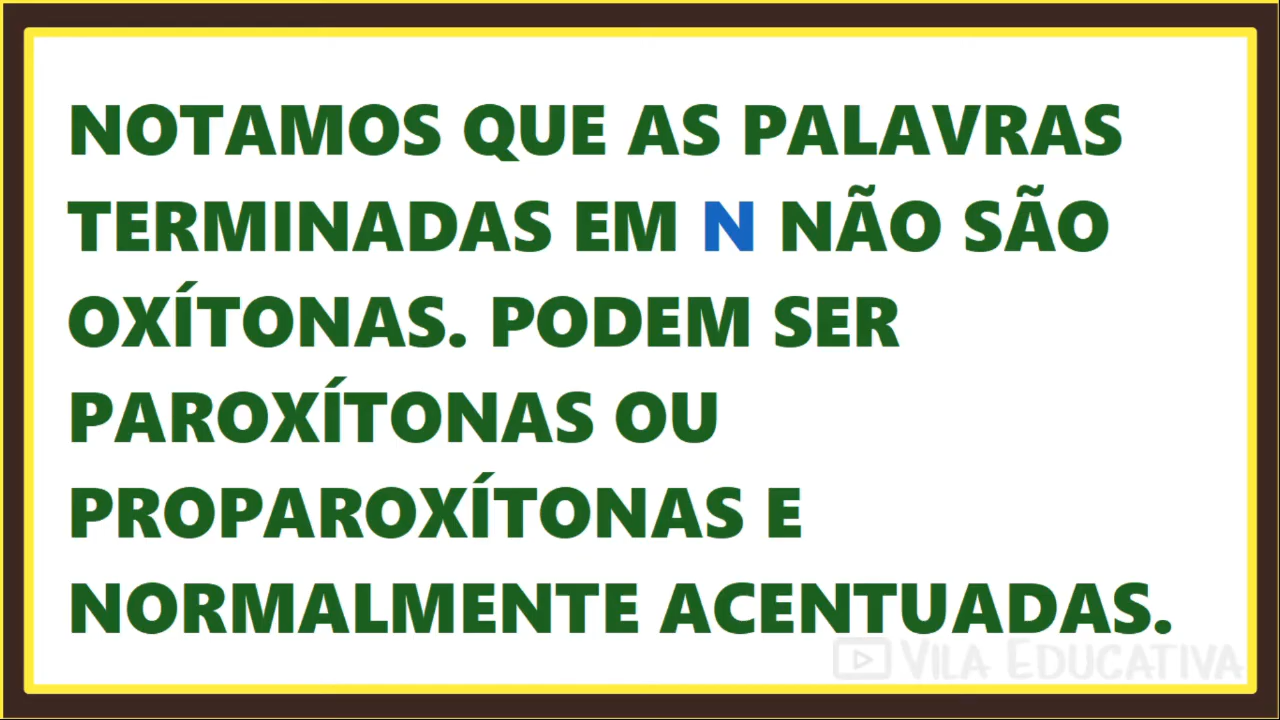 NOTAMOS QUE AS PALAVRAS
TERMINADAS EM N NÃO SÃO
OXÍTONAS. PODEM SER
PAROXÍTONAS OU
PROPAROXÍTONAS E
NORMALMENTE ACENTUADAS.
VILA EDUCATIVA